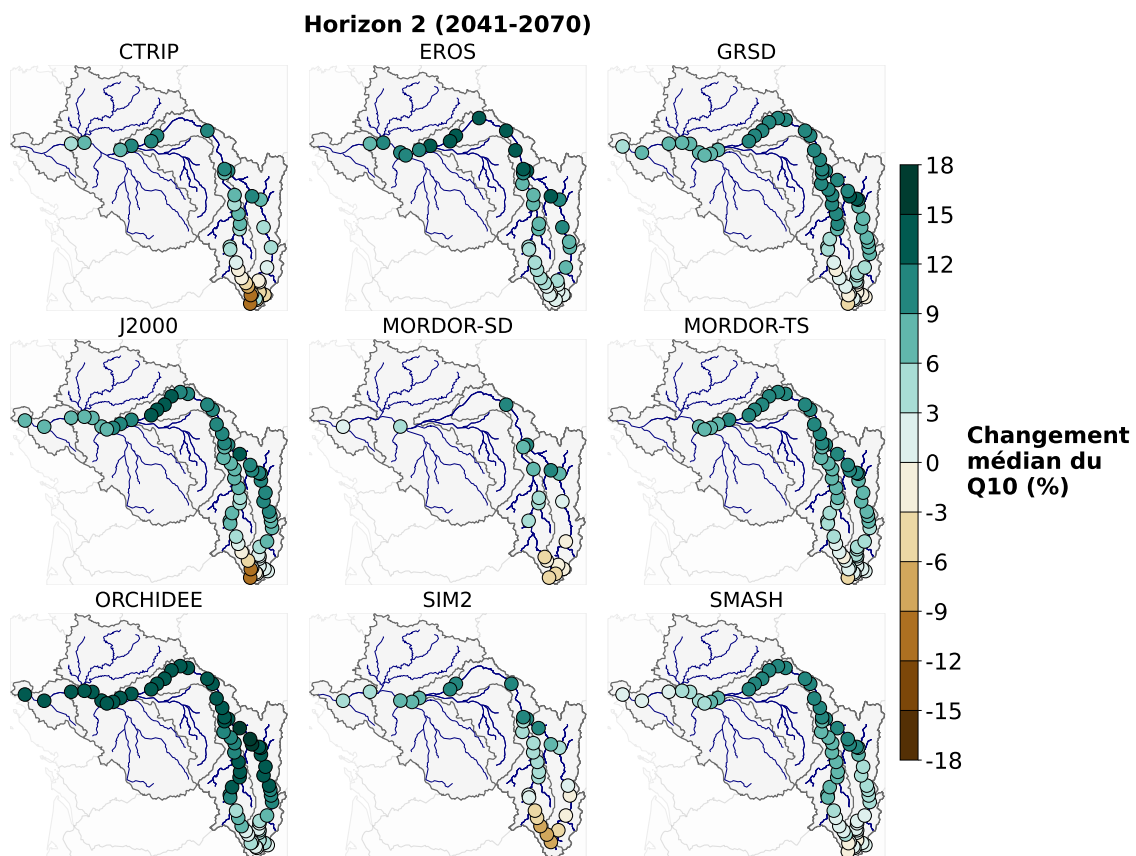 Horizon 2 (2041-2070)
CTRIP
EROS
GRSD
J2000
MORDOR-SD
MORDOR-TS
ORCHIDEE
SIM2
SMASH
18
15
12
9
6
3
0
-3
-6
-9
-12
-15
-18
Changement
médian du
Q10 (%)